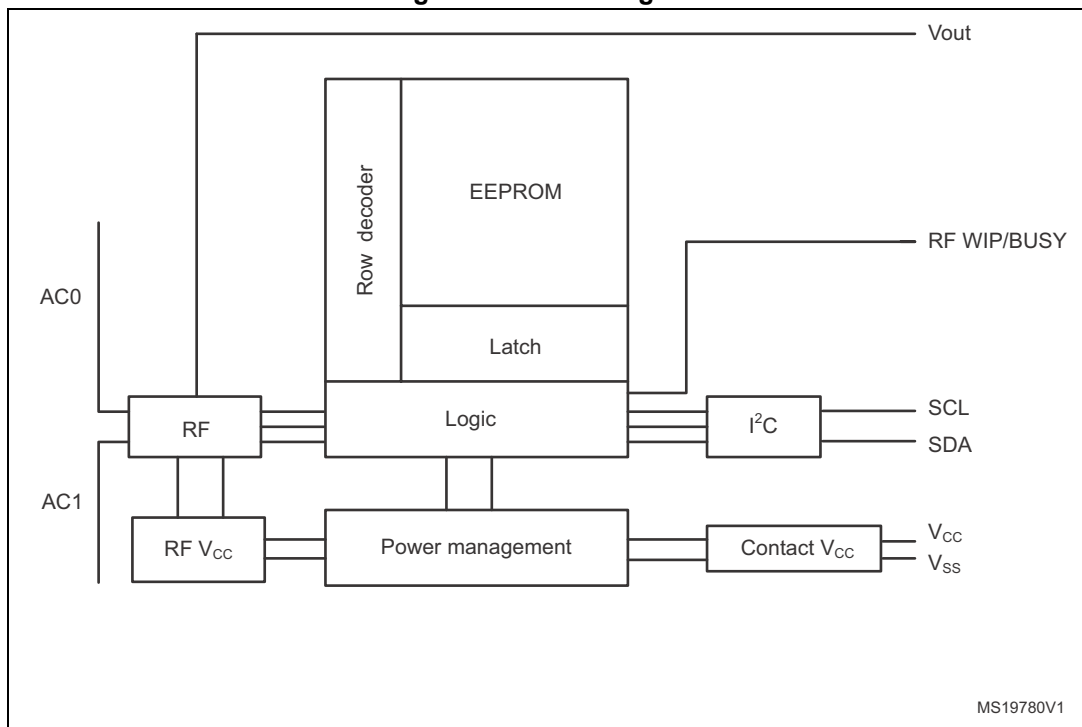 Vout
Row decoder
EEPROM
RF WIP/BUSY
AC0
Latch
RF
Logic
I²C
SCL
SDA
AC1
RF V_CC
Power management
Contact V_CC
V_CC
V_SS
MS19780V1